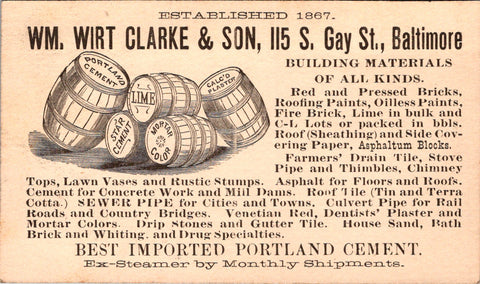 ESTABLISHED 1867.
WM. WIRT CLARKE & SON, 115 S. Gay St., Baltimore
PORTLAND CEMENT
LIME
CALC'D PLASTER
STAR CEMENT
MORTAR COLOR
BUILDING MATERIALS
OF ALL KINDS.
Red and Pressed Bricks,
Roofing Paints, Oilless Paints,
Fire Brick, Lime in bulk and
C-L Lots or packed in bbls.
Roof (Sheathing) and Side Cov-
ering Paper, Asphaltum Blocks.
Farmers' Drain Tile, Stove
Pipe and Thimbles, Chimney
Tops, Lawn Vases and Rustic Stumps. Asphalt for Floors and Roofs.
Cement for Concrete Work and Mill Dams. Roof Tile (Tin and Terra
Cotta.) SEWER PIPE for Cities and Towns. Culvert Pipe for Rail
Roads and Country Bridges. Venetian Red, Dentists' Plaster and
Mortar Colors. Drip Stones and Gutter Tile. House Sand, Bath
Brick and Whiting, and Drug Specialties.
BEST IMPORTED PORTLAND CEMENT.
Ex-Steamer by Monthly Shipments.